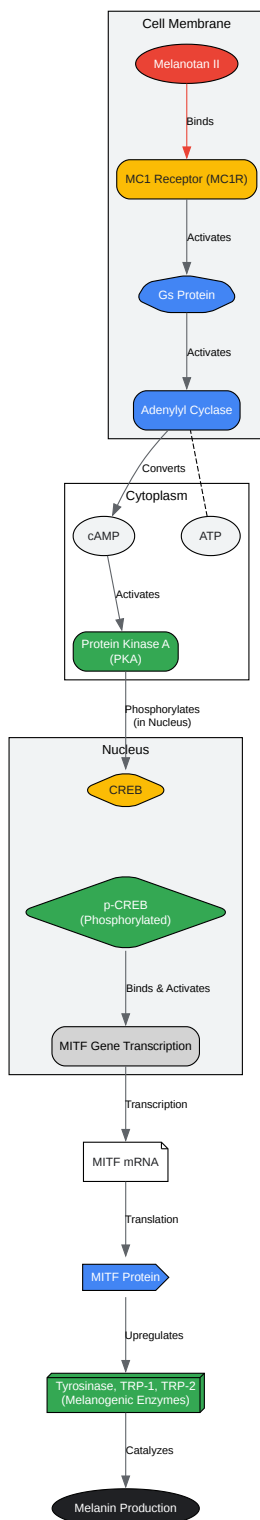 Cell Membrane
Melanotan II
Binds
MC1 Receptor (MC1R)
Activates
Gs Protein
Activates
Adenylyl Cyclase
Converts
Cytoplasm
cAMP
ATP
Activates
Protein Kinase A
(PKA)
Phosphorylates
(in Nucleus)
Nucleus
CREB
p-CREB
(Phosphorylated)
Binds & Activates
MITF Gene Transcription
Transcription
MITF mRNA
Translation
MITF Protein
Upregulates
Tyrosinase, TRP-1, TRP-2
(Melanogenic Enzymes)
Catalyzes
Melanin Production